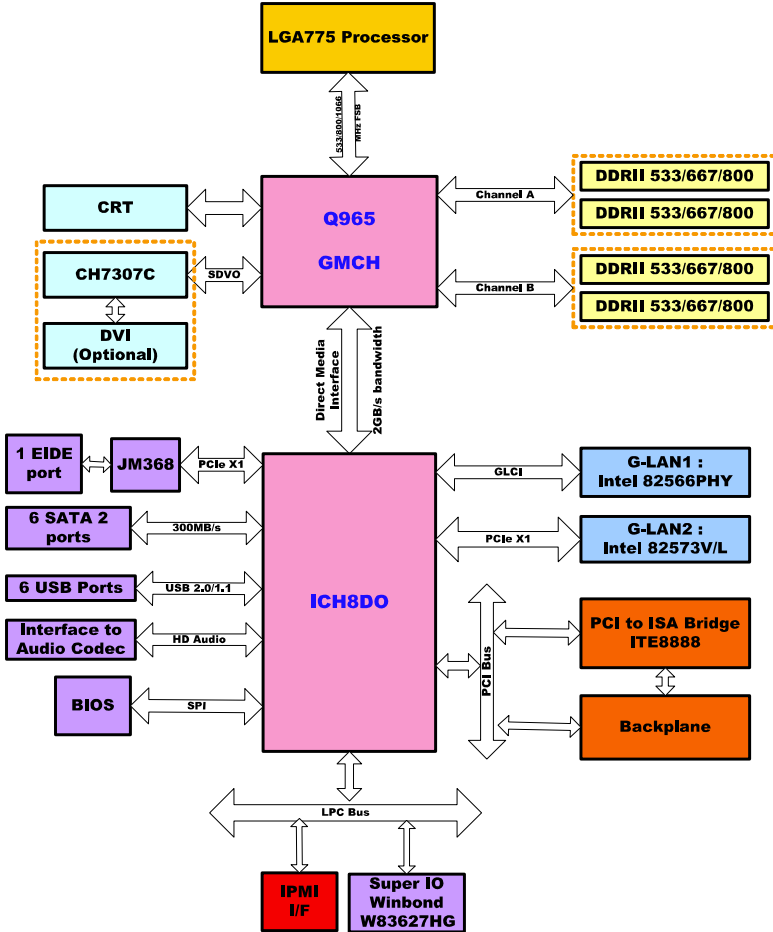 LGA775 Processor
533/800/1066
MHz FSB
Q965
GMCH
CRT
CH7307C
SDVO
DVI
(Optional)
Channel A
DDRII 533/667/800
DDRII 533/667/800
Channel B
DDRII 533/667/800
DDRII 533/667/800
Direct Media
Interface
2GB/s bandwidth
1 EIDE
port
JM368
PCIe X1
6 SATA 2
ports
300MB/s
6 USB Ports
USB 2.0/1.1
Interface to
Audio Codec
HD Audio
BIOS
SPI
ICH8DO
GLCI
G-LAN1 :
Intel 82566PHY
PCIe X1
G-LAN2 :
Intel 82573V/L
PCI Bus
PCI to ISA Bridge
ITE8888
Backplane
LPC Bus
IPMI
I/F
Super IO
Winbond
W83627HG